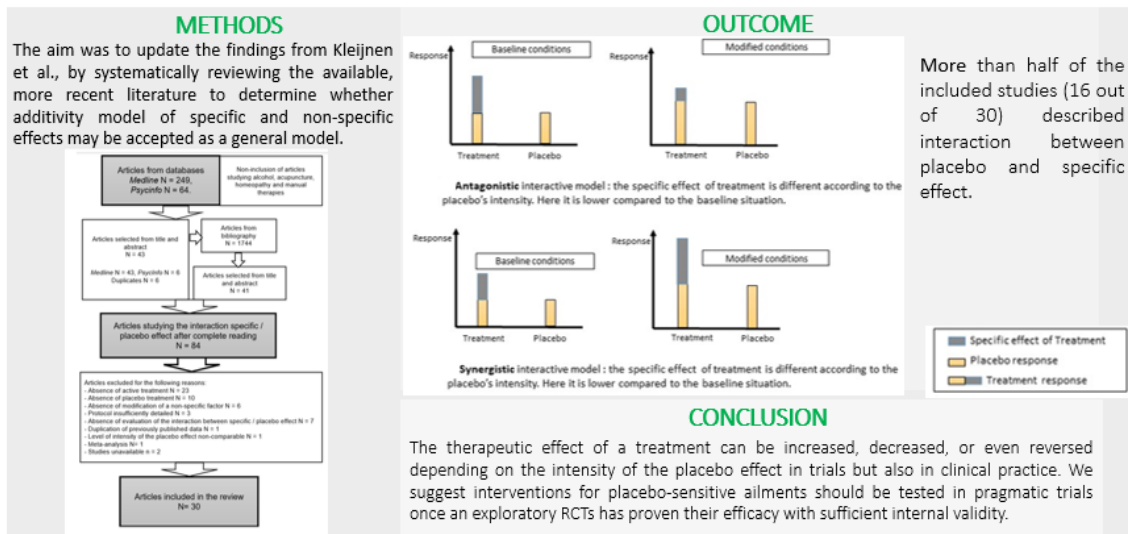 METHODS
The aim was to update the findings from Kleijnen
et al., by systematically reviewing the available,
more recent literature to determine whether
additivity model of specific and non-specific
effects may be accepted as a general model.
Articles from databases
Medline N = 249,
Psycinfo N = 64.
Non-inclusion of articles
studying alcohol, acupuncture,
homeopathy and manual
therapies
Articles selected from title and
abstract
N = 43
Medline N = 43, Psycinfo N = 6
Duplicates N = 6
Articles from
bibliography
N = 1744
Articles selected from title
and abstract
N = 41
Articles studying the interaction specific /
placebo effect after complete reading
N = 84
Articles excluded for the following reasons:
- Absence of active treatment N = 23
- Absence of placebo treatment N = 10
- Absence of modification of a non-specific factor N = 6
- Protocol insufficiently detailed N = 3
- Absence of evaluation of the interaction between specific / placebo effect N = 7
- Duplication of previously published data N = 1
- Level of intensity of the placebo effect non-comparable N = 1
- Meta-analysis N= 1
- Studies unavailable n = 2
Articles included in the review
N= 30
OUTCOME
Response
Baseline conditions
Treatment
Placebo
Response
Modified conditions
Treatment
Placebo
Antagonistic interactive model : the specific effect of treatment is different according to the
placebo's intensity. Here it is lower compared to the baseline situation.
Response
Baseline conditions
Treatment
Placebo
Response
Modified conditions
Treatment
Placebo
Synergistic interactive model : the specific effect of treatment is different according to the
placebo's intensity. Here it is lower compared to the baseline situation.
More than half of the
included studies (16 out
of 30) described
interaction between
placebo and specific
effect.
Specific effect of Treatment
Placebo response
Treatment response
CONCLUSION
The therapeutic effect of a treatment can be increased, decreased, or even reversed
depending on the intensity of the placebo effect in trials but also in clinical practice. We
suggest interventions for placebo-sensitive ailments should be tested in pragmatic trials
once an exploratory RCTs has proven their efficacy with sufficient internal validity.